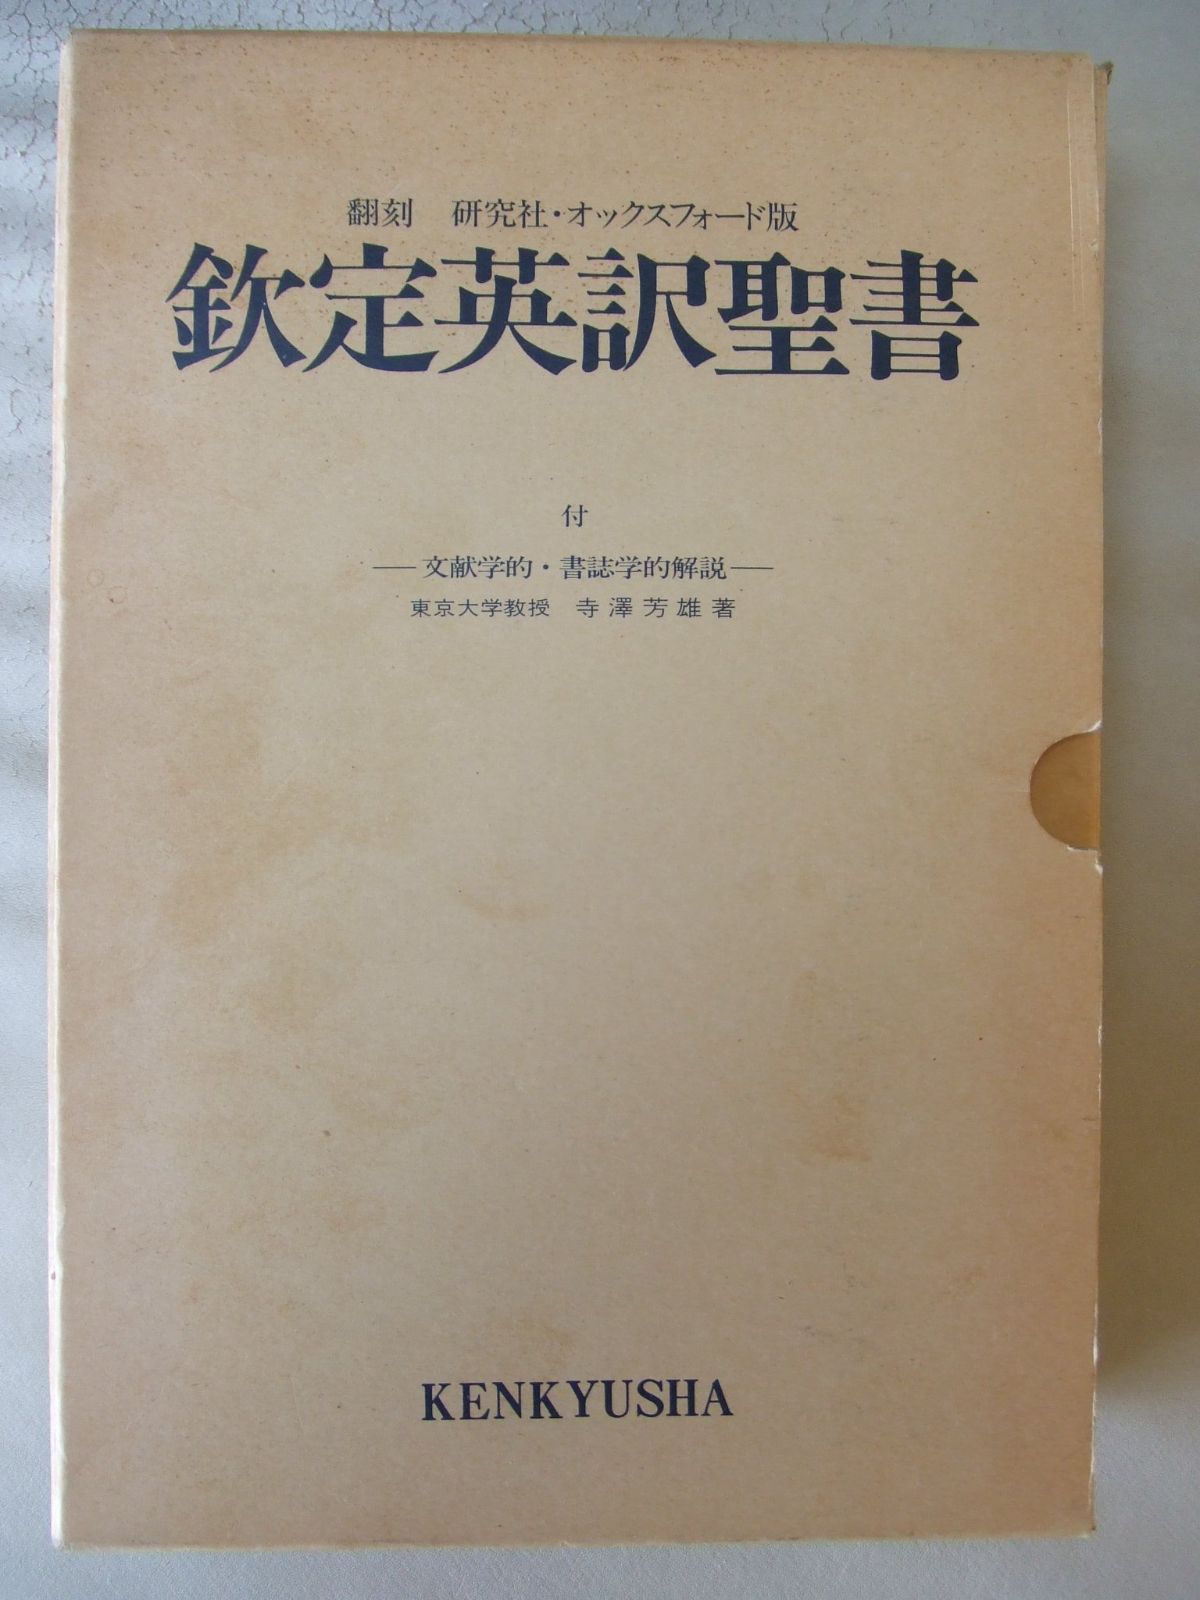 翻刻 研究社・オックスフォード版
欽定英訳聖書
付
―文献学的・書誌学的解説―
東京大学教授 寺澤芳雄著
KENKYUSHA